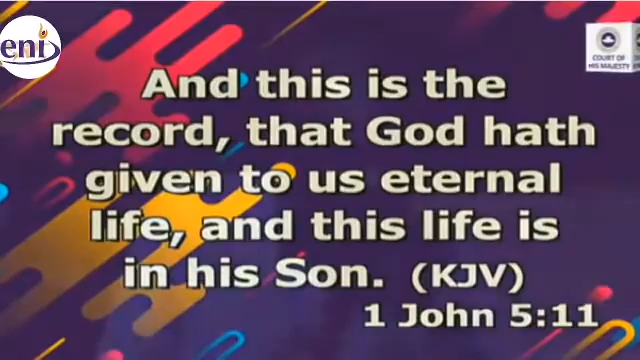 eni
COURT OF
HIS MAJESTY
And this is the
record, that God hath
given to us eternal
life, and this life is
in his Son. (KJV)
1 John 5:11